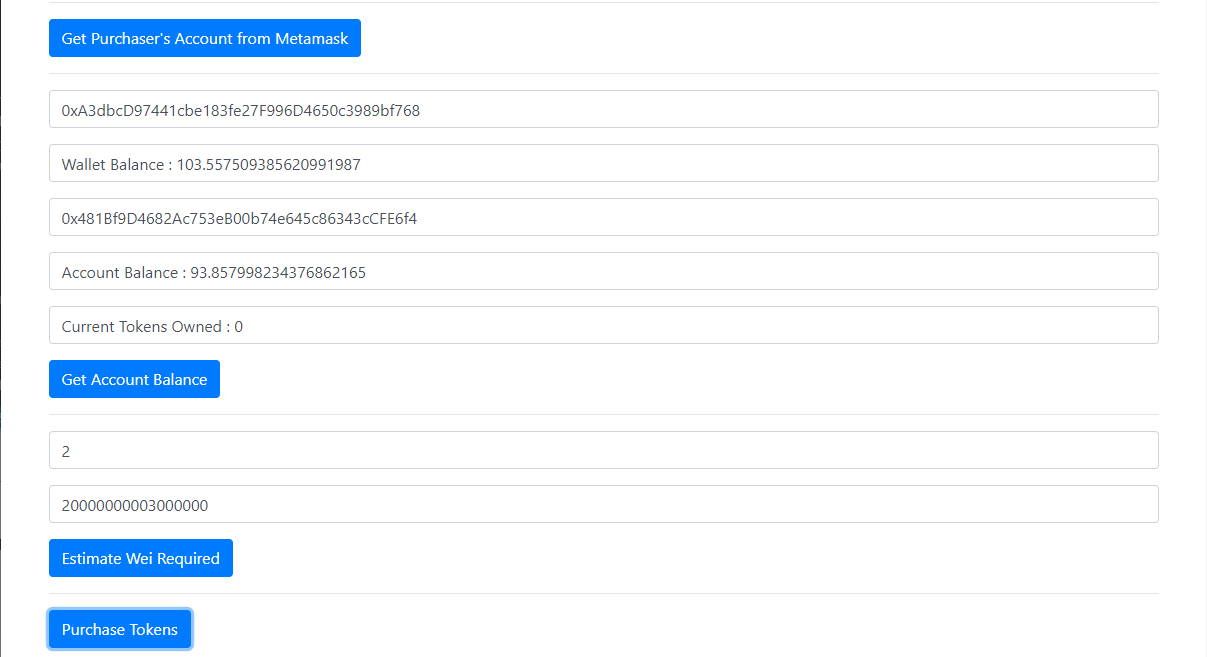 Get Purchaser's Account from Metamask
0xA3dbcD97441cbe183fe27F996D4650c3989bf768
Wallet Balance : 103.557509385620991987
0x481Bf9D4682Ac753eB00b74e645c86343cCFE6f4
Account Balance : 93.857998234376862165
Current Tokens Owned : 0
Get Account Balance
2
20000000003000000
Estimate Wei Required
Purchase Tokens